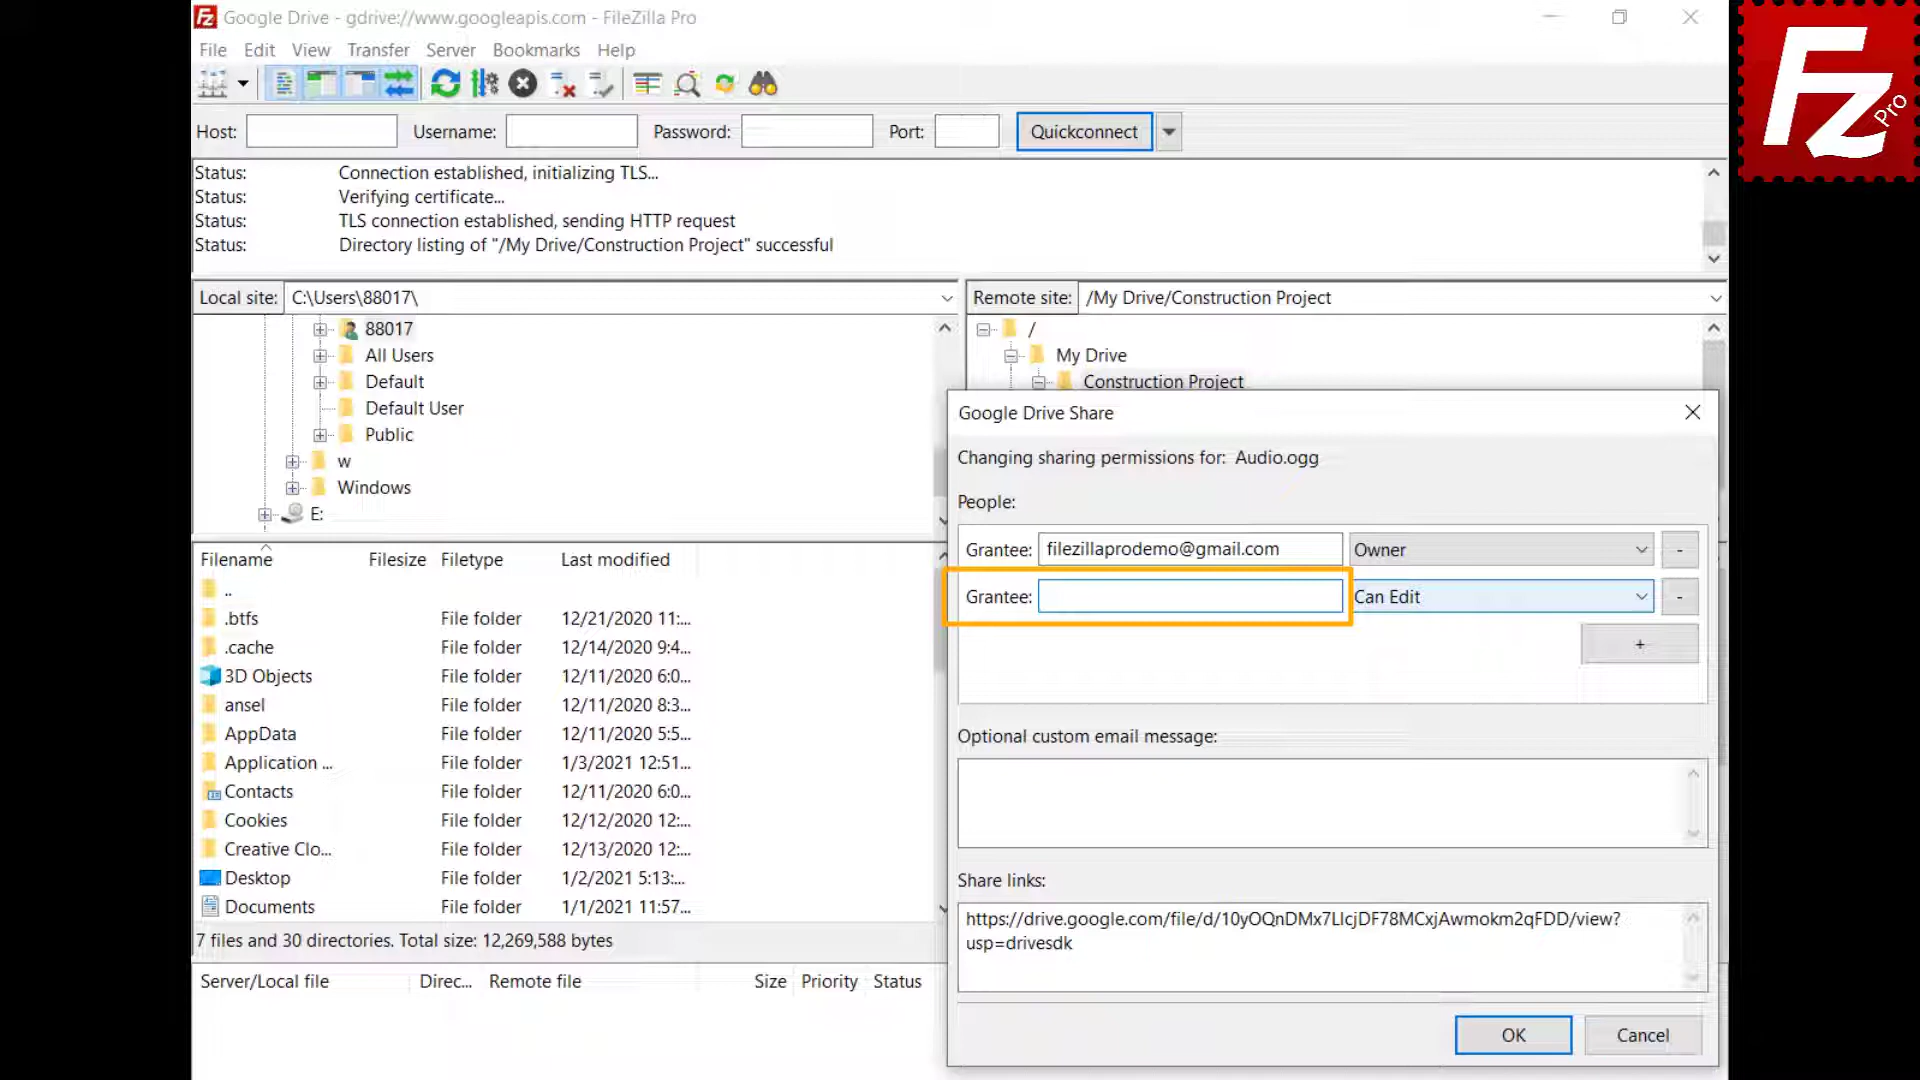 Google Drive - gdrive://www.googleapis.com - FileZilla Pro
File Edit View Transfer Server Bookmarks Help
Host: Username: Password: Port: Quickconnect
Status: Connection established, initializing TLS...
Status: Verifying certificate...
Status: TLS connection established, sending HTTP request
Status: Directory listing of "/My Drive/Construction Project" successful
Local site: C:\Users\88017\
88017
All Users
Default
Default User
Public
w
Windows
E:
Remote site: /My Drive/Construction Project
/
My Drive
Construction Project
Filename Filesize Filetype Last modified
..
.btfs File folder 12/21/2020 11:...
.cache File folder 12/14/2020 9:4...
3D Objects File folder 12/11/2020 6:0...
ansel File folder 12/11/2020 8:3...
AppData File folder 12/11/2020 5:5...
Application ... File folder 1/3/2021 12:51...
Contacts File folder 12/11/2020 6:0...
Cookies File folder 12/12/2020 12:...
Creative Clo... File folder 12/13/2020 12:...
Desktop File folder 1/2/2021 5:13:...
Documents File folder 1/1/2021 11:57...
7 files and 30 directories. Total size: 12,269,588 bytes
Server/Local file Direc... Remote file Size Priority Status
Google Drive Share
Changing sharing permissions for: Audio.ogg
People:
Grantee: filezillaprodemo@gmail.com Owner -
Grantee: Can Edit -
+
Optional custom email message:
Share links:
https://drive.google.com/file/d/10yOQnDMx7LIcjDF78MCxjAwmokm2qFDD/view?
usp=drivesdk
OK Cancel
FZ Pro